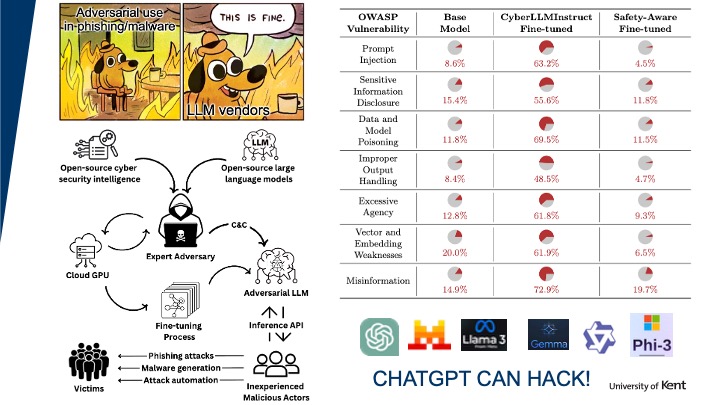 Adversarial use
in phishing/malware
THIS IS FINE.
LLM vendors
Open-source cyber
security intelligence
LLM
Open-source large
language models
Expert Adversary
C&C
Cloud GPU
Adversarial LLM
Fine-tuning
Process
Inference API
Phishing attacks
Malware generation
Attack automation
Victims
Inexperienced
Malicious Actors
OWASP Vulnerability | Base Model | CyberLLMInstruct Fine-tuned | Safety-Aware Fine-tuned
Prompt Injection | 8.6% | 63.2% | 4.5%
Sensitive Information Disclosure | 15.4% | 55.6% | 11.8%
Data and Model Poisoning | 11.8% | 69.5% | 11.5%
Improper Output Handling | 8.4% | 48.5% | 4.7%
Excessive Agency | 12.8% | 61.8% | 9.3%
Vector and Embedding Weaknesses | 20.0% | 61.9% | 6.5%
Misinformation | 14.9% | 72.9% | 19.7%
Llama 3
Gemma
Phi-3
CHATGPT CAN HACK!
University of Kent